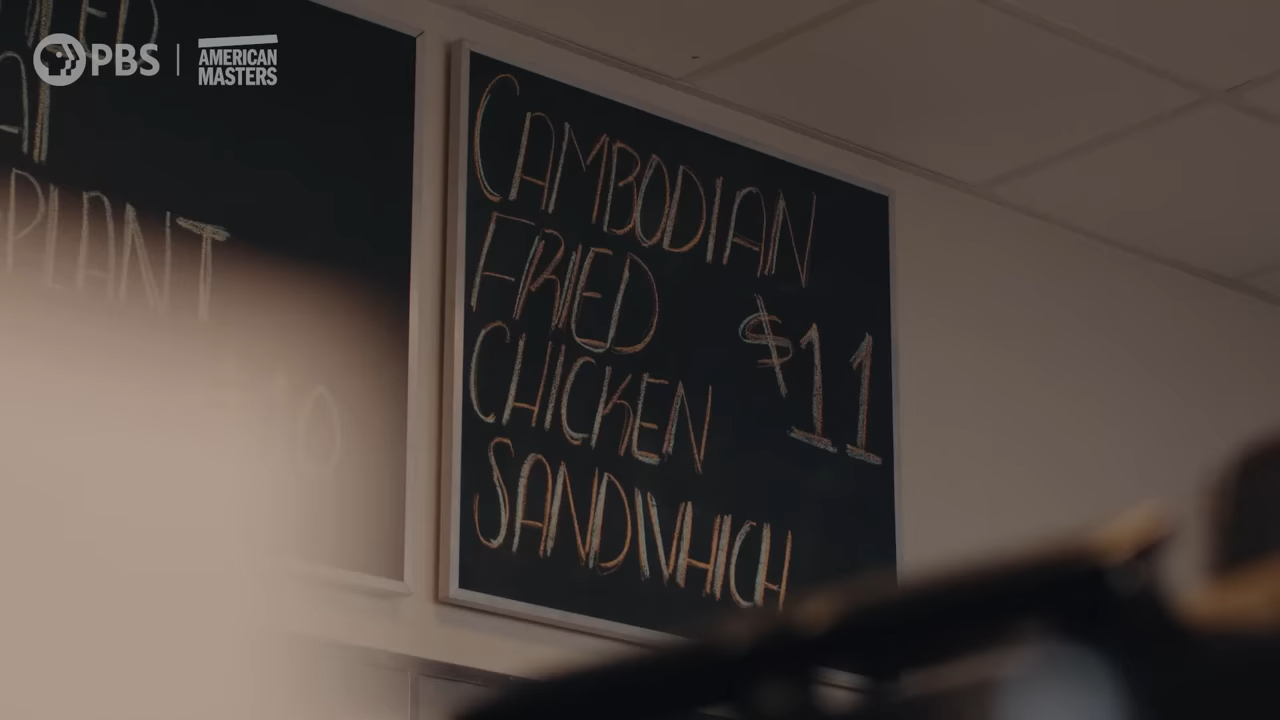 PBS
AMERICAN
MASTERS
PLANT
CAMBODIAN
FRIED
CHICKEN
SANDWHICH
$11